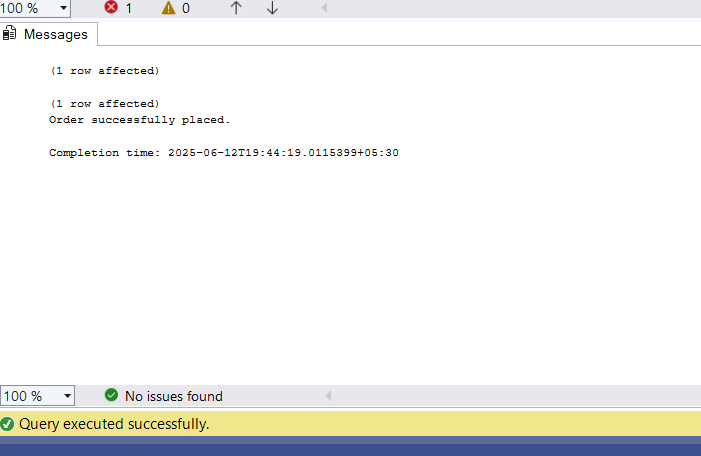 100 % 1 0
Messages
(1 row affected)
(1 row affected)
Order successfully placed.
Completion time: 2025-06-12T19:44:19.0115399+05:30
100 % No issues found
Query executed successfully.